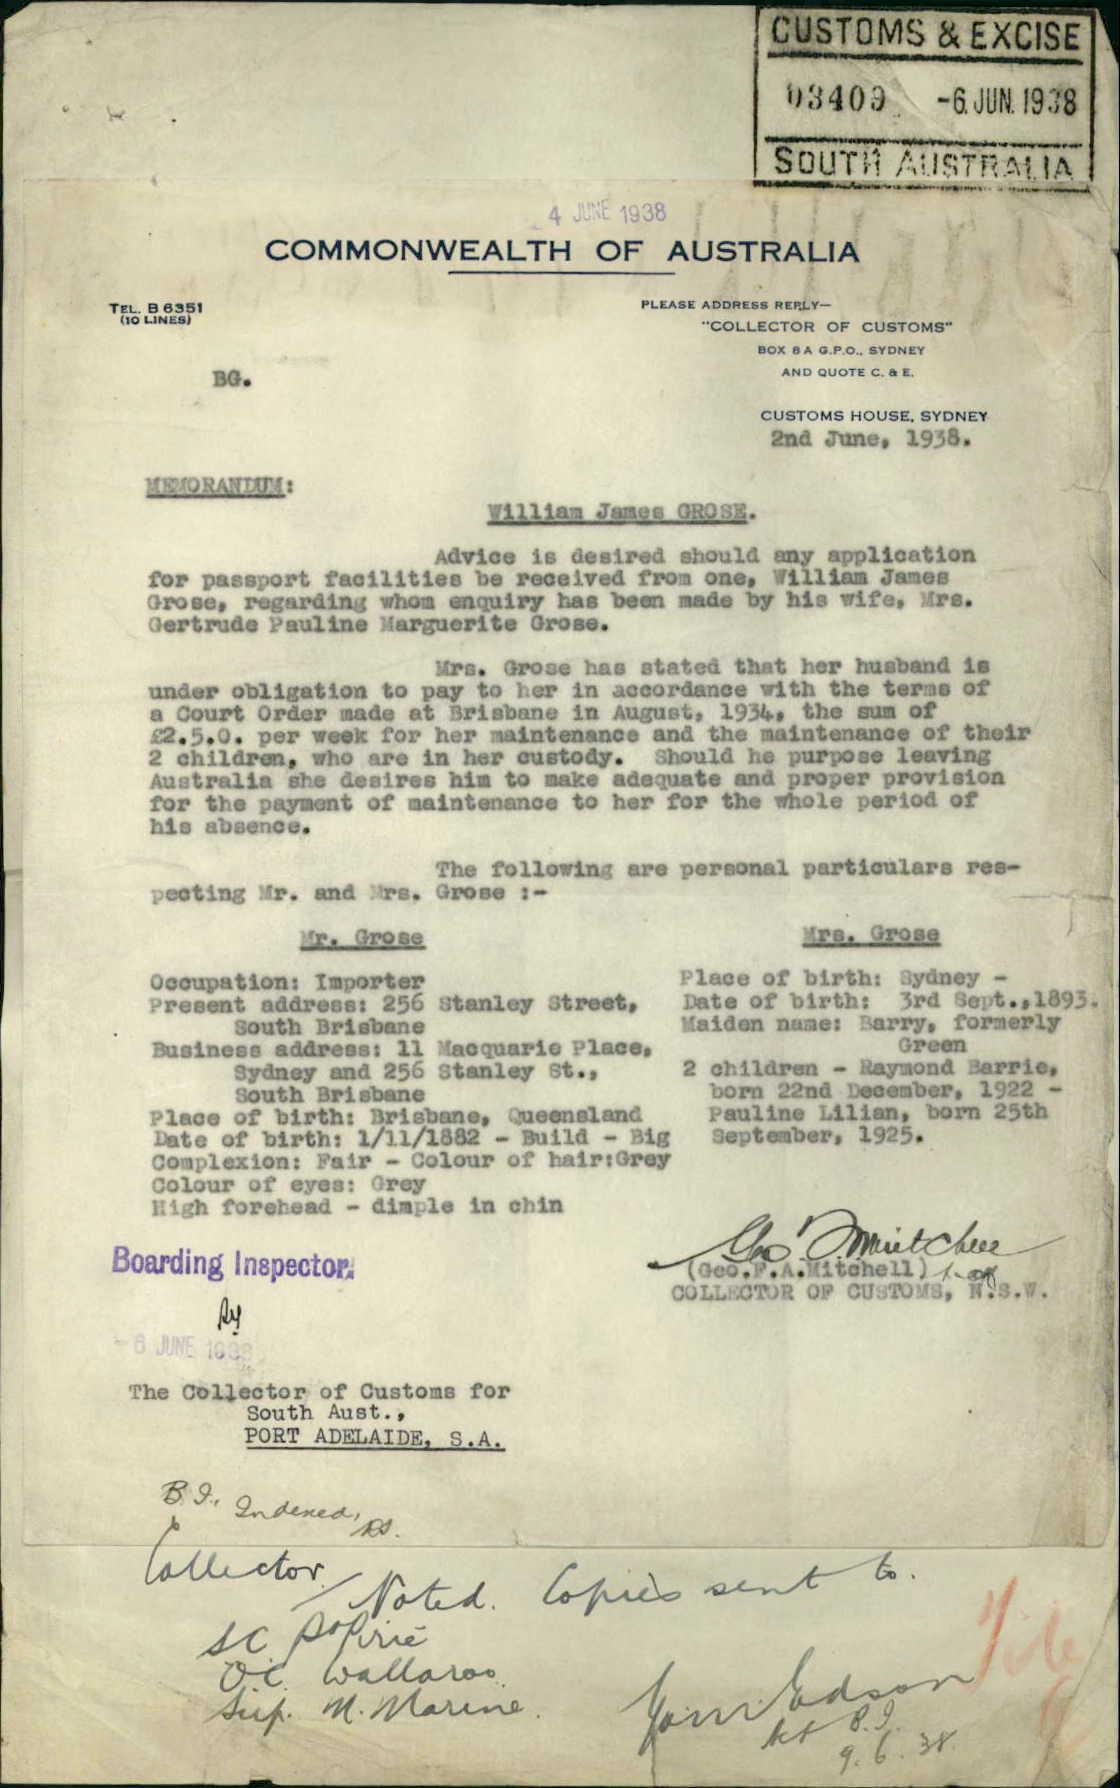 CUSTOMS & EXCISE
03409 -6. JUN. 1938
SOUTH AUSTRALIA
4 JUNE 1938
COMMONWEALTH OF AUSTRALIA
TEL. B 6351
(10 LINES)
PLEASE ADDRESS REPLY—
"COLLECTOR OF CUSTOMS"
BOX 8A G.P.O., SYDNEY
AND QUOTE C. & E.
BG.
CUSTOMS HOUSE, SYDNEY
2nd June, 1938.
MEMORANDUM:
William James GROSE.
Advice is desired should any application
for passport facilities be received from one, William James
Grose, regarding whom enquiry has been made by his wife, Mrs.
Gertrude Pauline Marguerite Grose.
Mrs. Grose has stated that her husband is
under obligation to pay to her in accordance with the terms of
a Court Order made at Brisbane in August, 1934, the sum of
£2.5.0. per week for her maintenance and the maintenance of their
2 children, who are in her custody. Should he purpose leaving
Australia she desires him to make adequate and proper provision
for the payment of maintenance to her for the whole period of
his absence.
The following are personal particulars res-
pecting Mr. and Mrs. Grose :-
Mr. Grose
Occupation: Importer
Present address: 256 Stanley Street,
South Brisbane
Business address: 11 Macquarie Place,
Sydney and 256 Stanley St.,
South Brisbane
Place of birth: Brisbane, Queensland
Date of birth: 1/11/1882 - Build - Big
Complexion: Fair - Colour of hair:Grey
Colour of eyes: Grey
High forehead - dimple in chin
Mrs. Grose
Place of birth: Sydney -
Date of birth: 3rd Sept.,1893.
Maiden name: Barry, formerly
Green
2 children - Raymond Barrie,
born 22nd December, 1922 -
Pauline Lilian, born 25th
September, 1925.
Geo Mitchell
(Geo.F.A.Mitchell)
COLLECTOR OF CUSTOMS, N.S.W.
Boarding Inspector.
-6 JUNE 1938
The Collector of Customs for
South Aust.,
PORT ADELAIDE, S.A.
B.I., Indexed,
Collector
Noted. Copies sent to.
SC Pt Pirie
OC. Wallaroo
Sup. M. Marine.
Edson
Act B.I.
9.6.38.
File